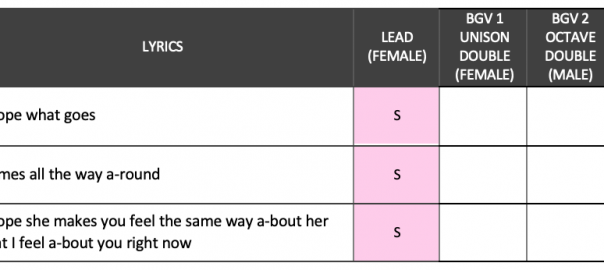 LYRICS
LEAD
(FEMALE)
BGV 1
UNISON
DOUBLE
(FEMALE)
BGV 2
OCTAVE
DOUBLE
(MALE)
ope what goes
S
mes all the way a-round
S
ope she makes you feel the same way a-bout her
t I feel a-bout you right now
S